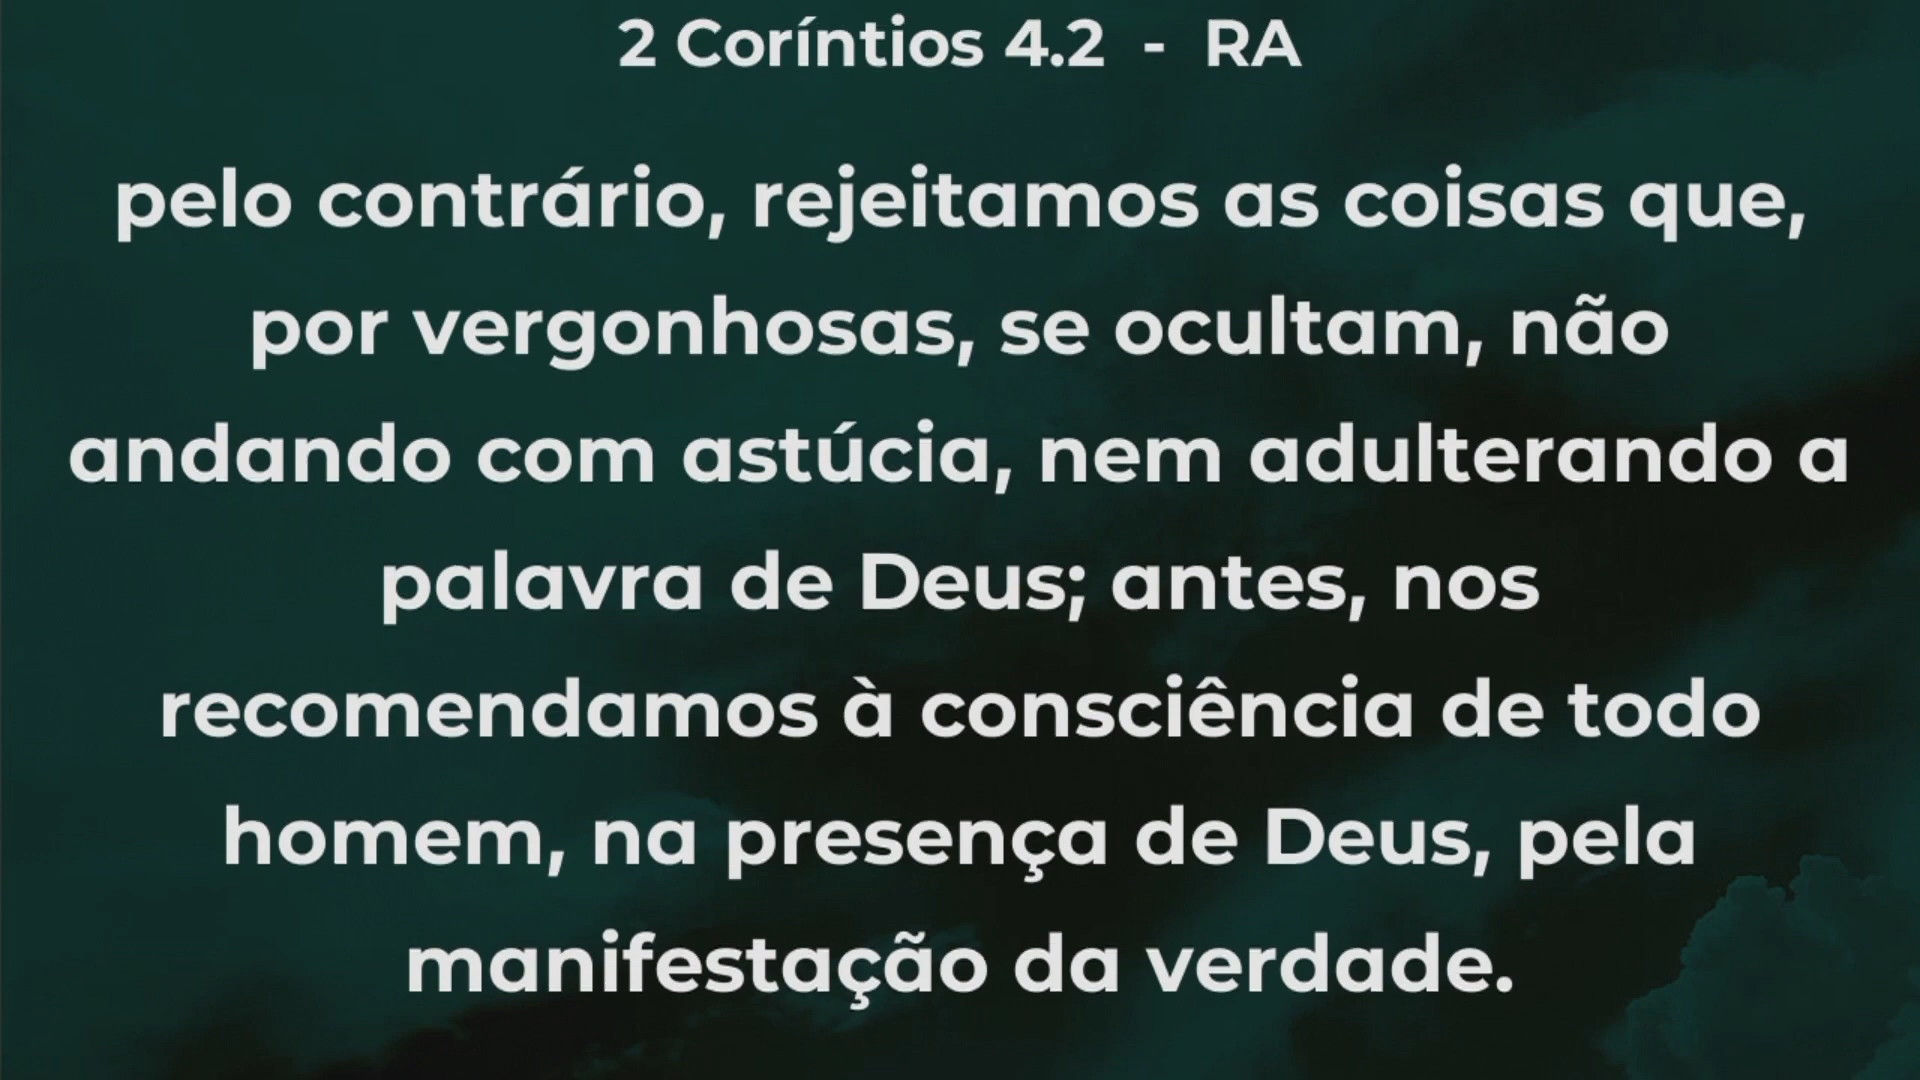 2 Coríntios 4.2 - RA
pelo contrário, rejeitamos as coisas que,
por vergonhosas, se ocultam, não
andando com astúcia, nem adulterando a
palavra de Deus; antes, nos
recomendamos à consciência de todo
homem, na presença de Deus, pela
manifestação da verdade.